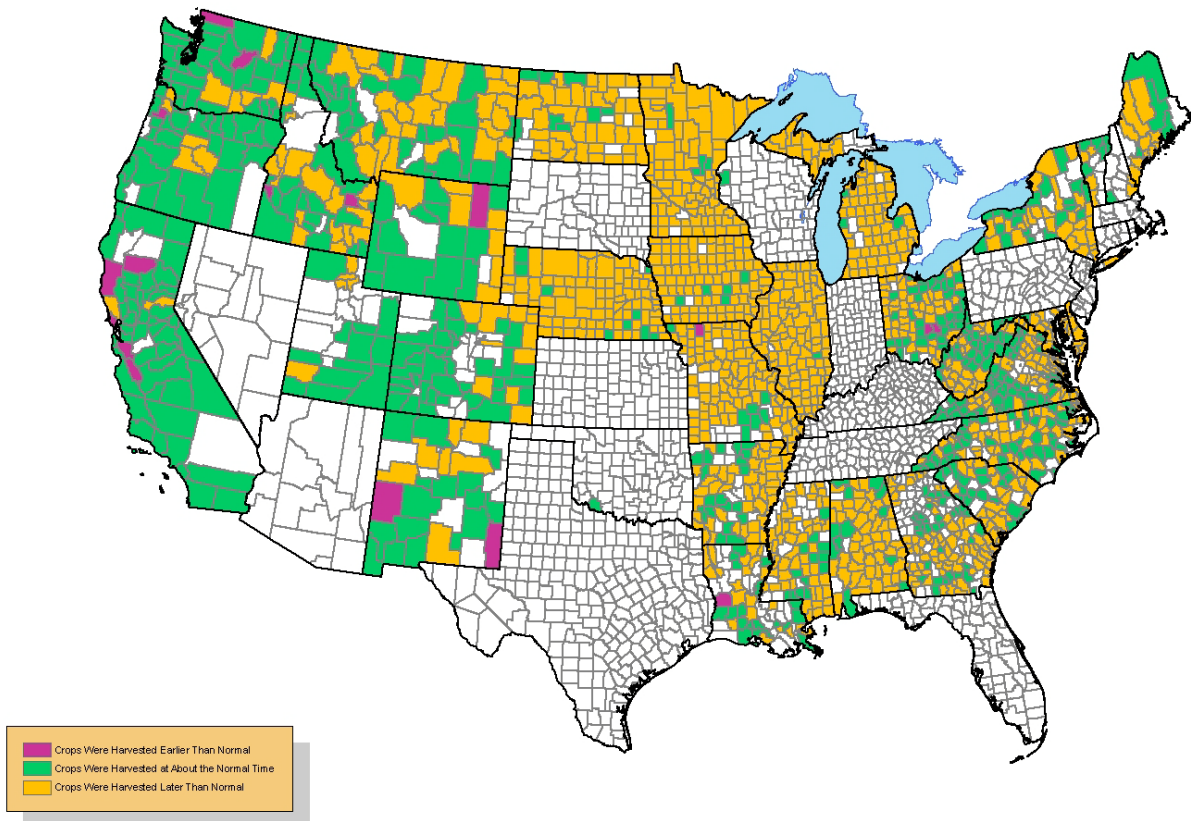 Crops Were Harvested Earlier Than Normal
Crops Were Harvested at About the Normal Time
Crops Were Harvested Later Than Normal